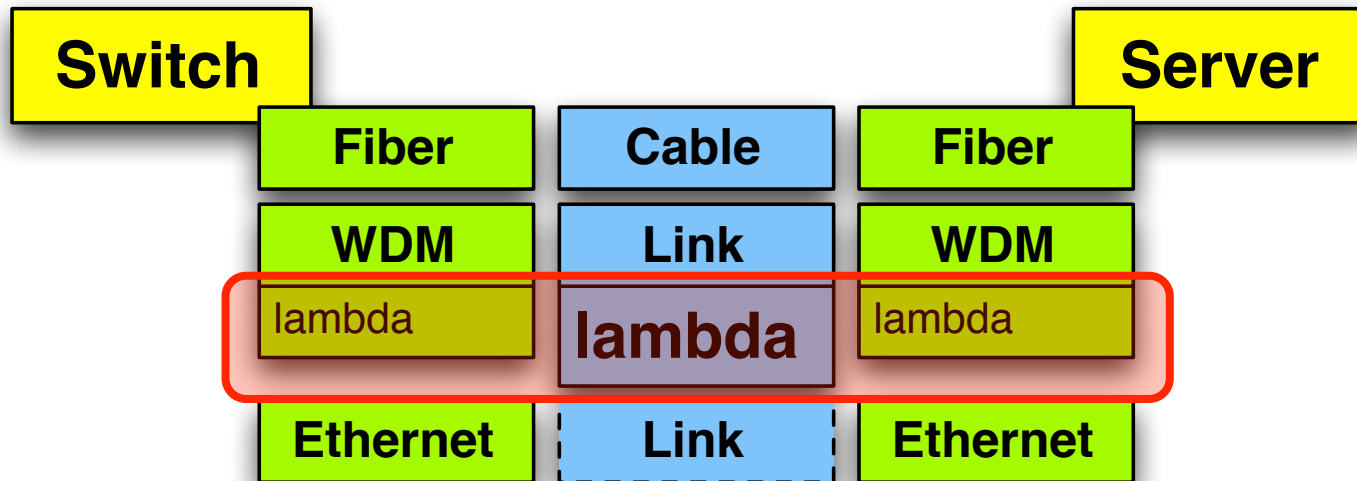 Switch
Server
Fiber
Cable
Fiber
WDM
Link
WDM
lambda
lambda
lambda
Ethernet
Link
Ethernet